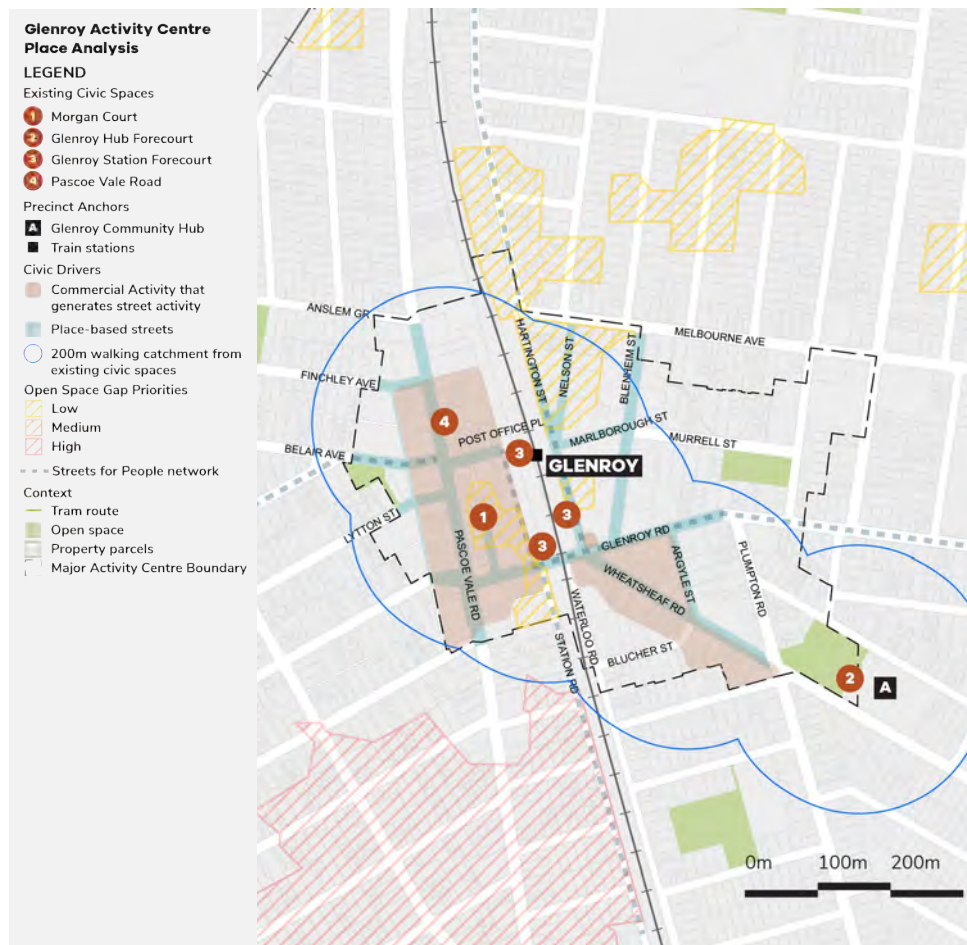 Glenroy Activity Centre
Place Analysis
LEGEND
Existing Civic Spaces
1 Morgan Court
2 Glenroy Hub Forecourt
3 Glenroy Station Forecourt
4 Pascoe Vale Road
Precinct Anchors
A Glenroy Community Hub
Train stations
Civic Drivers
Commercial Activity that
generates street activity
Place-based streets
200m walking catchment from
existing civic spaces
Open Space Gap Priorities
Low
Medium
High
Streets for People network
Context
Tram route
Open space
Property parcels
Major Activity Centre Boundary
ANSLEM GR
HARTINGTON ST
NELSON ST
BLENHEIM ST
MELBOURNE AVE
FINCHLEY AVE
4
POST OFFICE PL
MARLBOROUGH ST
MURRELL ST
BELAIR AVE
3
GLENROY
LYTTON ST
1
3
PASCOE VALE RD
3
GLENROY RD
ARGYLE ST
PLUMPTON RD
WHEATSHEAF RD
WATERLOO RD
STATION RD
BLUCHER ST
2
A
0m 100m 200m